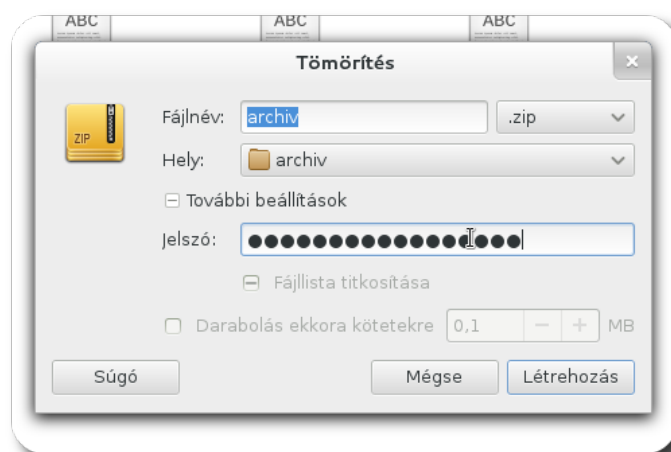 ABC ABC ABC
Tömörítés
ZIP
Fájlnév: archiv .zip
Hely: archiv
További beállítások
Jelszó: ●●●●●●●●●●●●●●●●●
Fájllista titkosítása
Darabolás ekkora kötetekre 0,1 MB
Súgó Mégse Létrehozás